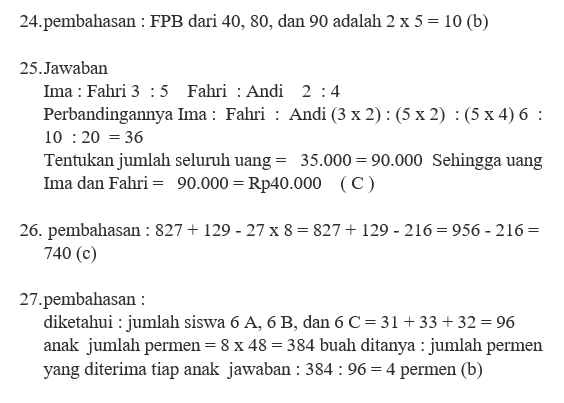 24.pembahasan : FPB dari 40, 80, dan 90 adalah 2 x 5 = 10 (b)
25.Jawaban
Ima : Fahri 3 : 5 Fahri : Andi 2 : 4
Perbandingannya Ima : Fahri : Andi (3 x 2) : (5 x 2) : (5 x 4) 6 :
10 : 20 = 36
Tentukan jumlah seluruh uang = 35.000 = 90.000 Sehingga uang
Ima dan Fahri = 90.000 = Rp40.000 ( C )
26. pembahasan : 827 + 129 - 27 x 8 = 827 + 129 - 216 = 956 - 216 =
740 (c)
27.pembahasan :
diketahui : jumlah siswa 6 A, 6 B, dan 6 C = 31 + 33 + 32 = 96
anak jumlah permen = 8 x 48 = 384 buah ditanya : jumlah permen
yang diterima tiap anak jawaban : 384 : 96 = 4 permen (b)